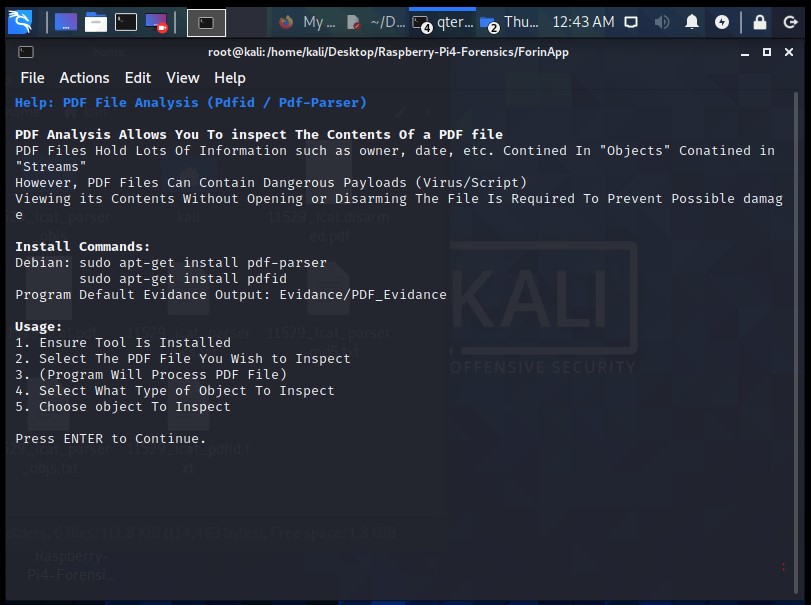 My ...
~/D...
4
qter...
2
Thu...
12:43 AM
root@kali:/home/kali/Desktop/Raspberry-Pi4-Forensics/ForinApp
File Actions Edit View Help
Help: PDF File Analysis (Pdfid / Pdf-Parser)
PDF Analysis Allows You To inspect The Contents Of a PDF file
PDF Files Hold Lots Of Information such as owner, date, etc. Contined In "Objects" Conatined in
"Streams"
However, PDF Files Can Contain Dangerous Payloads (Virus/Script)
Viewing its Contents Without Opening or Disarming The File Is Required To Prevent Possible damag
e
Install Commands:
Debian: sudo apt-get install pdf-parser
sudo apt-get install pdfid
Program Default Evidance Output: Evidance/PDF_Evidance
KALI
OFFENSIVE SECURITY
Usage:
1. Ensure Tool Is Installed
2. Select The PDF File You Wish to Inspect
3. (Program Will Process PDF File)
4. Select What Type of Object To Inspect
5. Choose object To Inspect
Press ENTER to Continue.
Raspberry-
Pi4-Forensi...